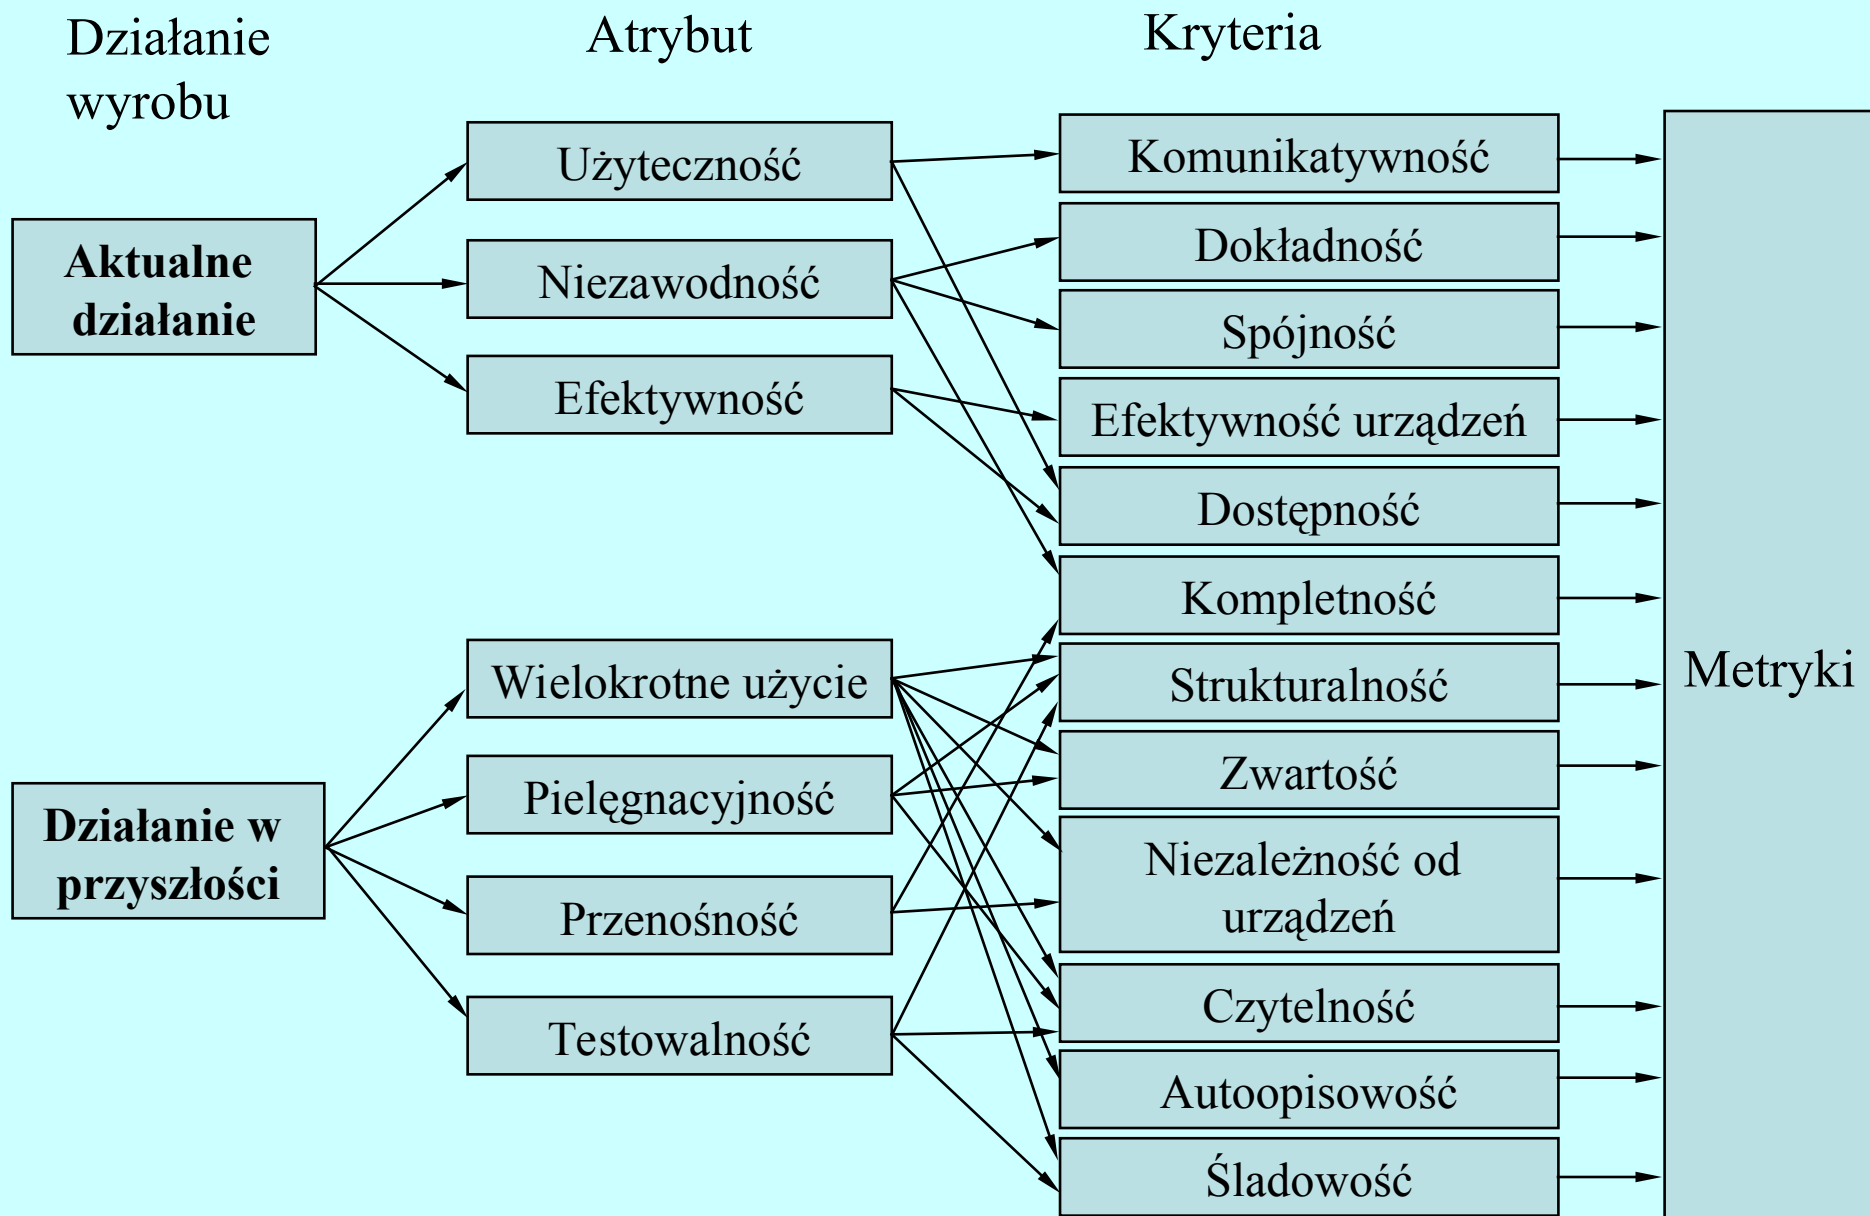 Działanie
wyrobu
Atrybut
Kryteria
Aktualne
działanie
Działanie w
przyszłości
Użyteczność
Niezawodność
Efektywność
Wielokrotne użycie
Pielęgnacyjność
Przenośność
Testowalność
Komunikatywność
Dokładność
Spójność
Efektywność urządzeń
Dostępność
Kompletność
Strukturalność
Zwartość
Niezależność od
urządzeń
Czytelność
Autoopisowość
Śladowość
Metryki